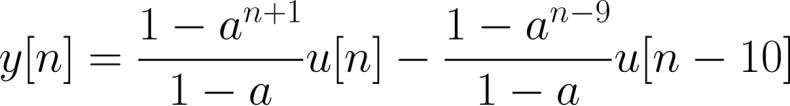 y[n] = \frac{1 - a^{n+1}}{1 - a} u[n] - \frac{1 - a^{n-9}}{1 - a} u[n - 10]